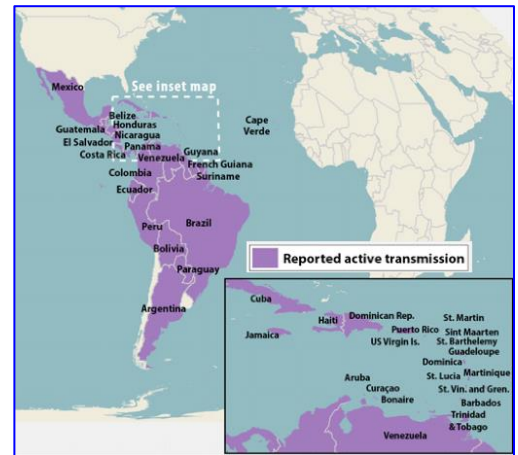 Mexico
See inset map
Belize
Honduras
Guatemala
Nicaragua
El Salvador
Panama
Costa Rica
Venezuela
Guyana
French Guiana
Suriname
Colombia
Ecuador
Cape
Verde
Peru
Brazil
Bolivia
Paraguay
Argentina
Reported active transmission
Cuba
Haiti
Dominican Rep.
St. Martin
Jamaica
Puerto Rico
Sint Maarten
US Virgin Is.
St. Barthelemy
Guadeloupe
Dominica
Aruba
St. Lucia
Martinique
Curaçao
St. Vin. and Gren.
Bonaire
Barbados
Trinidad
& Tobago
Venezuela